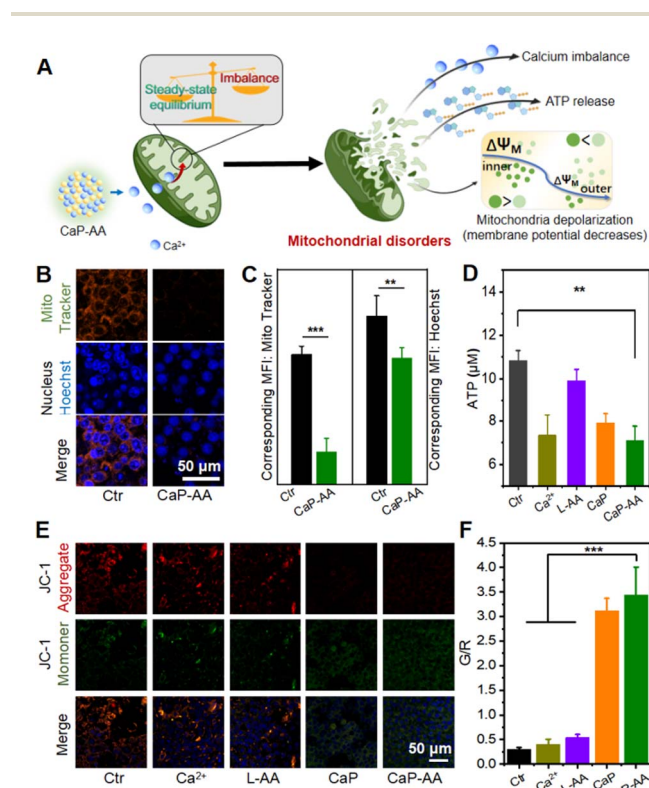 A
Steady-state
equilibrium
Imbalance
CaP-AA
Ca²⁺
Mitochondrial disorders
Calcium imbalance
ATP release
ΔΨM
inner
ΔΨM outer
<
>
Mitochondria depolarization
(membrane potential decreases)
B
Mito
Tracker
Nucleus
Hoechst
Merge
50 μm
Ctr
CaP-AA
C
Corresponding MFI: Mito Tracker
***
**
Corresponding MFI: Hoechst
Ctr
CaP-AA
Ctr
CaP-AA
D
ATP (μM)
14
12
10
8
6
**
Ctr
Ca²⁺
L-AA
CaP
CaP-AA
E
JC-1
Aggregate
JC-1
Momoner
Merge
50 μm
Ctr
Ca²⁺
L-AA
CaP
CaP-AA
F
G/R
4.5
4.0
3.5
3.0
2.5
2.0
1.5
1.0
0.5
0.0
***
Ctr
Ca²⁺
L-AA
CaP